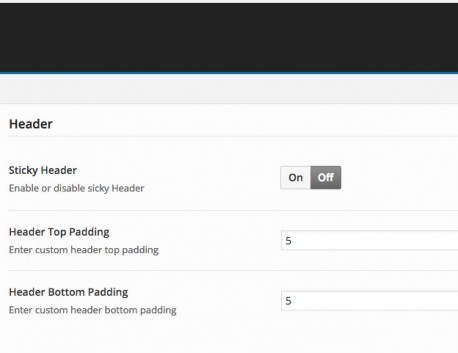 Header
Sticky Header
On Off
Enable or disable sicky Header
Header Top Padding
Enter custom header top padding
5
Header Bottom Padding
Enter custom header bottom padding
5